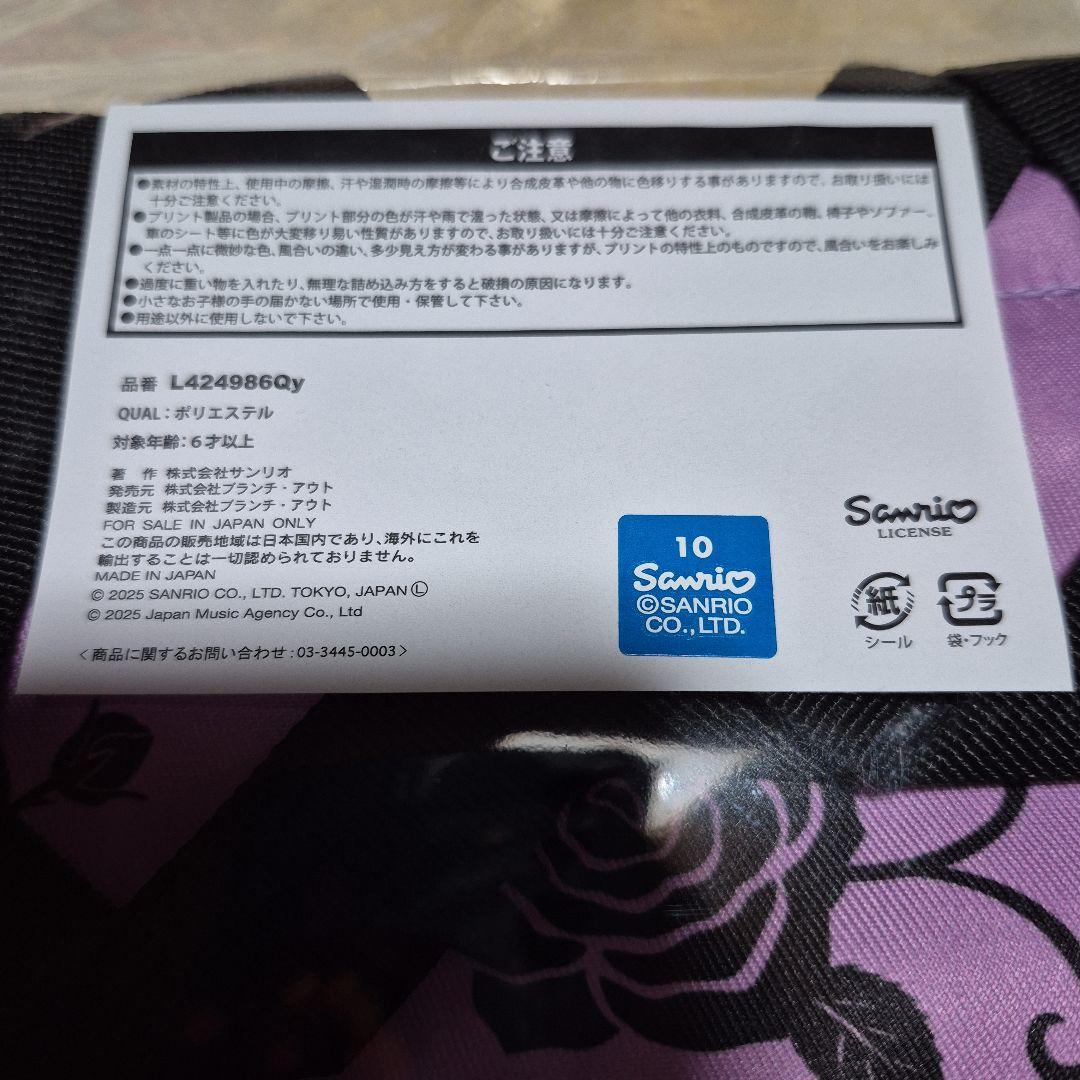 ご注意
●素材の特性上、使用中の摩擦、汗や湿潤時の摩擦等により合成皮革や他の物に色移りする事がありますので、お取り扱いには
十分ご注意ください。
●プリント製品の場合、プリント部分の色が汗や雨で湿った状態、又は摩擦によって他の衣料、合成皮革の鞄、椅子やソファー、
車のシート等に色が大変移り易い性質がありますので、お取り扱いには十分ご注意ください。
●一点一点に微妙な色、風合いの違い、多少見え方が変わる事がありますが、プリントの特性上のものですので、風合いをお楽しみ
ください。
●過度に重い物を入れたり、無理な詰め込み方をすると破損の原因になります。
●小さなお子様の手の届かない場所で使用・保管して下さい。
●用途以外に使用しないで下さい。
品番 L424986Qy
QUAL：ポリエステル
対象年齢：6才以上
著 作 株式会社サンリオ
発売元 株式会社ブランチ・アウト
製造元 株式会社ブランチ・アウト
FOR SALE IN JAPAN ONLY
この商品の販売地域は日本国内であり、海外にこれを
輸出することは一切認められておりません。
MADE IN JAPAN
© 2025 SANRIO CO., LTD. TOKYO, JAPAN Ⓛ
© 2025 Japan Music Agency Co., Ltd
＜商品に関するお問い合わせ：03-3445-0003＞
10
Sanrio
©SANRIO
CO.,LTD.
Sanrio
LICENSE
紙
シール
プラ
袋・フック